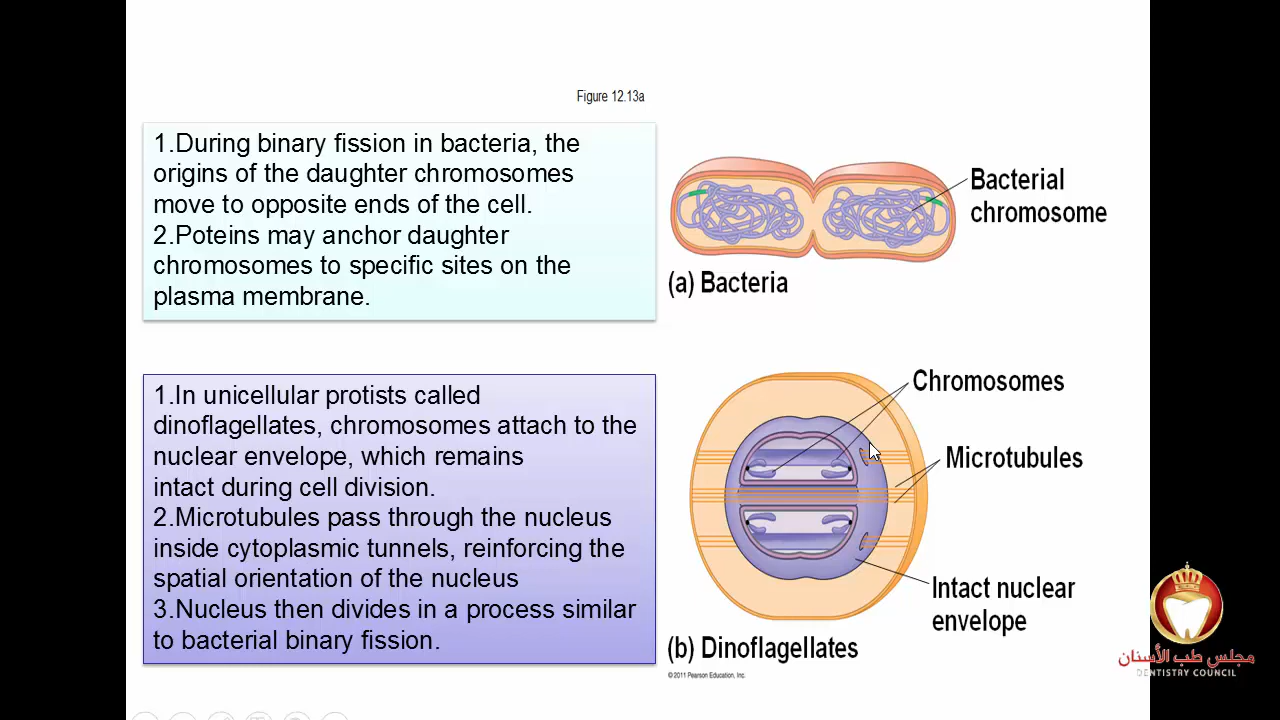 Figure 12.13a
1.During binary fission in bacteria, the
origins of the daughter chromosomes
move to opposite ends of the cell.
2.Poteins may anchor daughter
chromosomes to specific sites on the
plasma membrane.
Bacterial
chromosome
(a) Bacteria
1.In unicellular protists called
dinoflagellates, chromosomes attach to the
nuclear envelope, which remains
intact during cell division.
2.Microtubules pass through the nucleus
inside cytoplasmic tunnels, reinforcing the
spatial orientation of the nucleus
3.Nucleus then divides in a process similar
to bacterial binary fission.
Chromosomes
Microtubules
Intact nuclear
envelope
(b) Dinoflagellates
© 2011 Pearson Education, Inc.
مجلس طب الأسنان
DENTISTRY COUNCIL